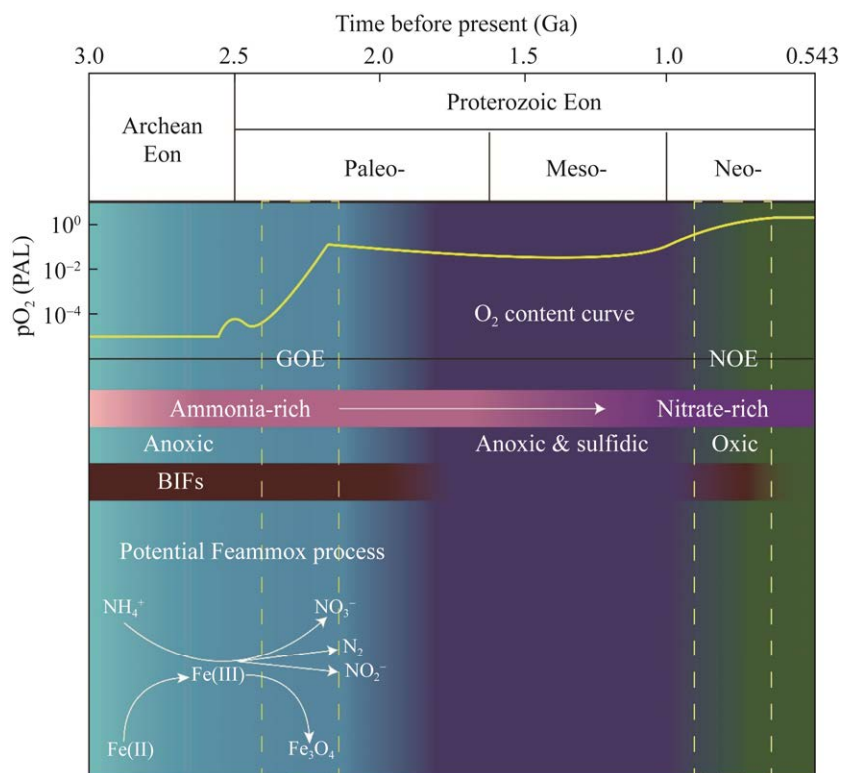 Time before present (Ga)
3.0 2.5 2.0 1.5 1.0 0.543
Archean
Eon
Proterozoic Eon
Paleo- Meso- Neo-
pO₂ (PAL)
10⁰
10⁻²
10⁻⁴
O₂ content curve
GOE NOE
Ammonia-rich Nitrate-rich
Anoxic Anoxic & sulfidic Oxic
BIFs
Potential Feammox process
NH₄⁺ NO₃⁻
N₂
Fe(III) NO₂⁻
Fe(II) Fe₃O₄